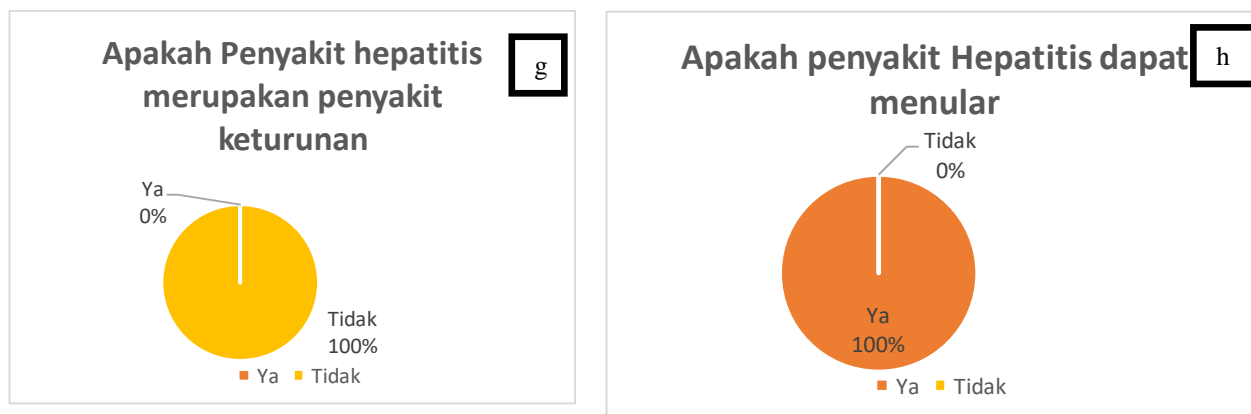 Apakah Penyakit hepatitis
merupakan penyakit
keturunan
g
Ya
0%
Tidak
100%
Ya Tidak
Apakah penyakit Hepatitis dapat
menular
h
Tidak
0%
Ya
100%
Ya Tidak